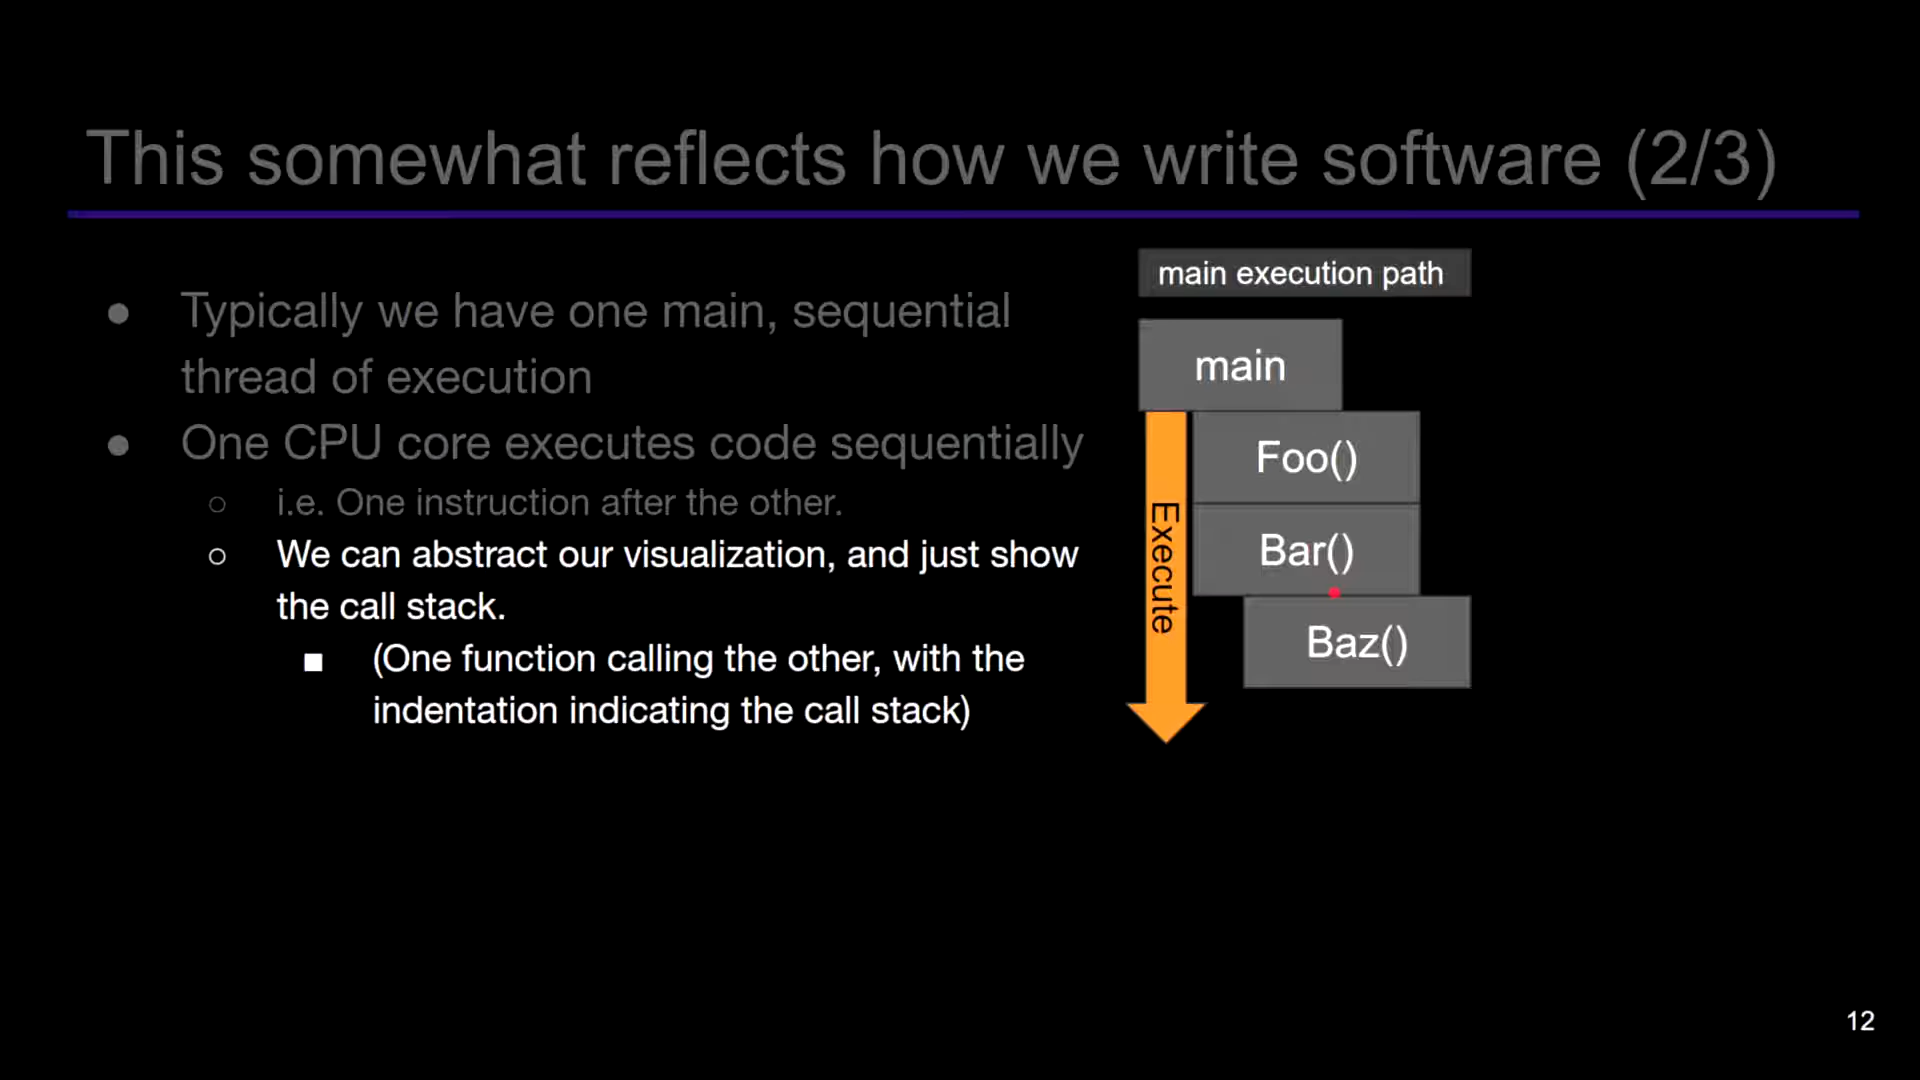 This somewhat reflects how we write software (2/3)
● Typically we have one main, sequential
thread of execution
● One CPU core executes code sequentially
○ i.e. One instruction after the other.
○ We can abstract our visualization, and just show
the call stack.
■ (One function calling the other, with the
indentation indicating the call stack)
main execution path
main
Foo()
Bar()
Baz()
Execute
12